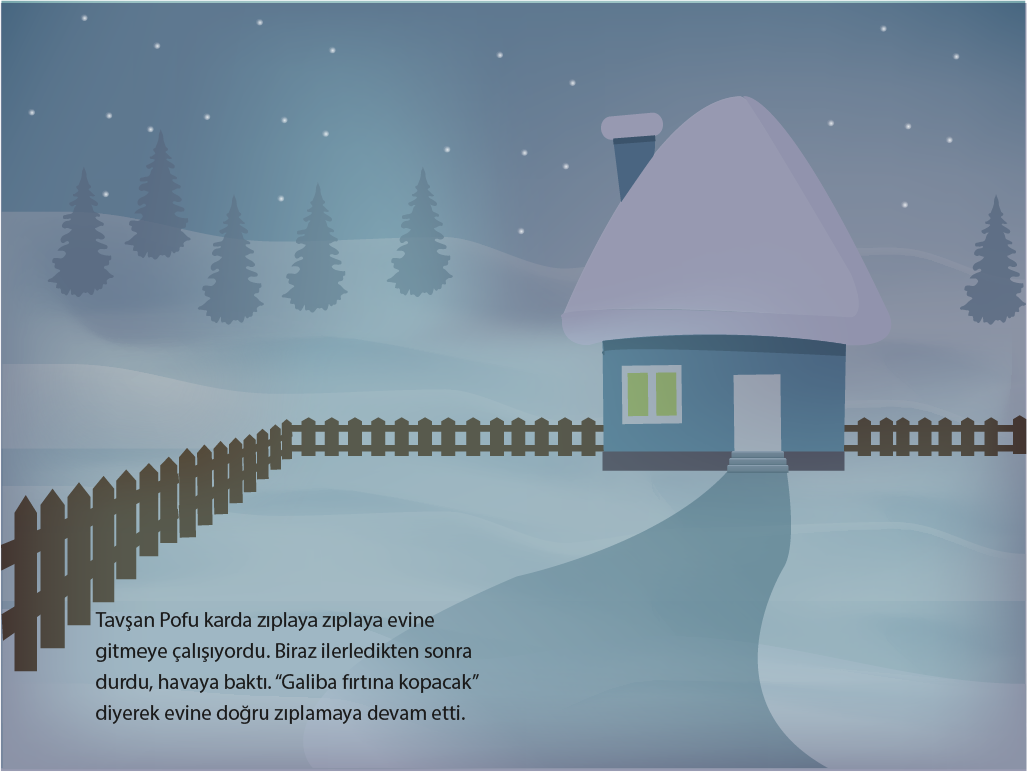 Tavşan Pofu karda zıplaya zıplaya evine
gitmeye çalışıyordu. Biraz ilerledikten sonra
durdu, havaya baktı. “Galiba fırtına kopacak”
diyerek evine doğru zıplamaya devam etti.